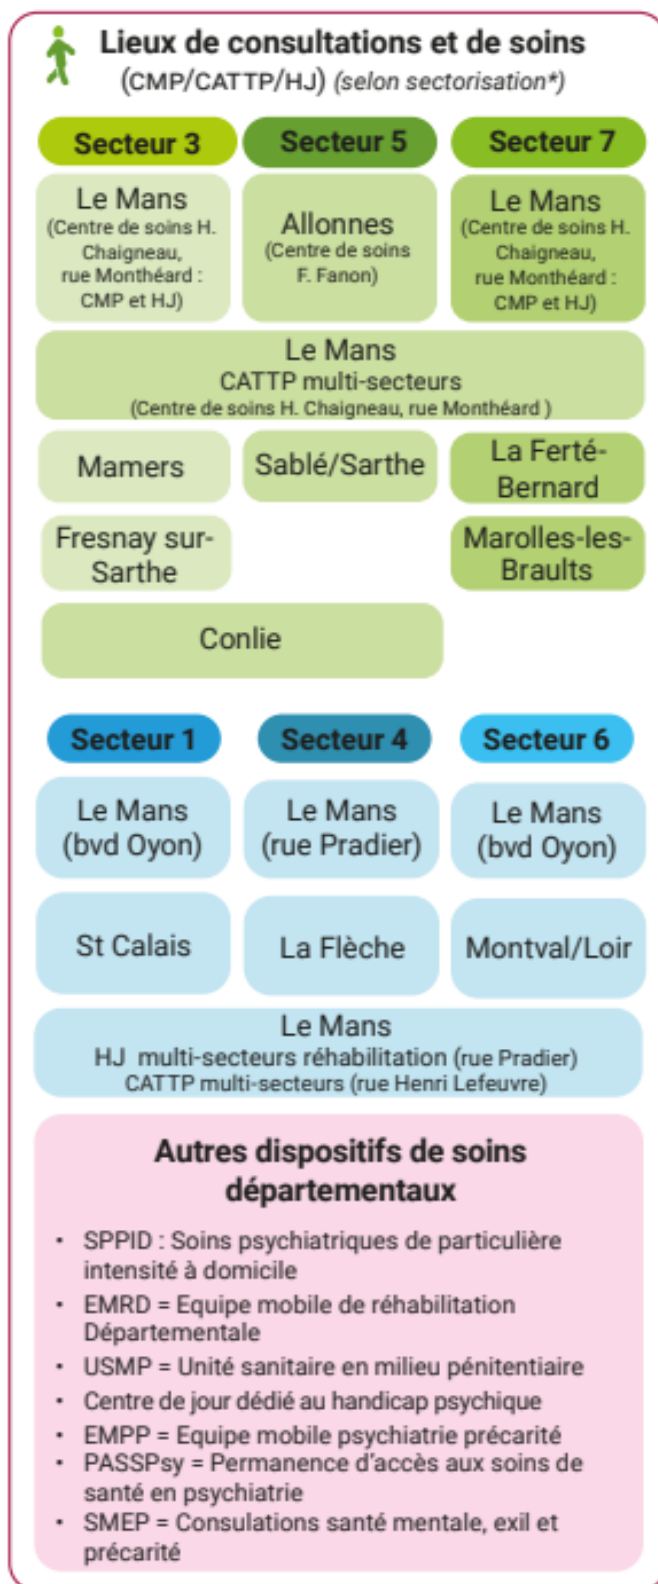 Lieux de consultations et de soins
(CMP/CATTP/HJ) (selon sectorisation*)
Secteur 3
Secteur 5
Secteur 7
Le Mans
(Centre de soins H.
Chaigneau,
rue Monthéard :
CMP et HJ)
Allonnes
(Centre de soins
F. Fanon)
Le Mans
(Centre de soins H.
Chaigneau,
rue Monthéard :
CMP et HJ)
Le Mans
CATTP multi-secteurs
(Centre de soins H. Chaigneau, rue Monthéard )
Mamers
Sablé/Sarthe
La Ferté-
Bernard
Fresnay sur-
Sarthe
Marolles-les-
Braults
Conlie
Secteur 1
Secteur 4
Secteur 6
Le Mans
(bvd Oyon)
Le Mans
(rue Pradier)
Le Mans
(bvd Oyon)
St Calais
La Flèche
Montval/Loir
Le Mans
HJ multi-secteurs réhabilitation (rue Pradier)
CATTP multi-secteurs (rue Henri Lefeuvre)
Autres dispositifs de soins
départementaux
• SPPID : Soins psychiatriques de particulière
intensité à domicile
• EMRD = Equipe mobile de réhabilitation
Départementale
• USMP = Unité sanitaire en milieu pénitentiaire
• Centre de jour dédié au handicap psychique
• EMPP = Equipe mobile psychiatrie précarité
• PASSPsy = Permanence d'accès aux soins de
santé en psychiatrie
• SMEP = Consulations santé mentale, exil et
précarité